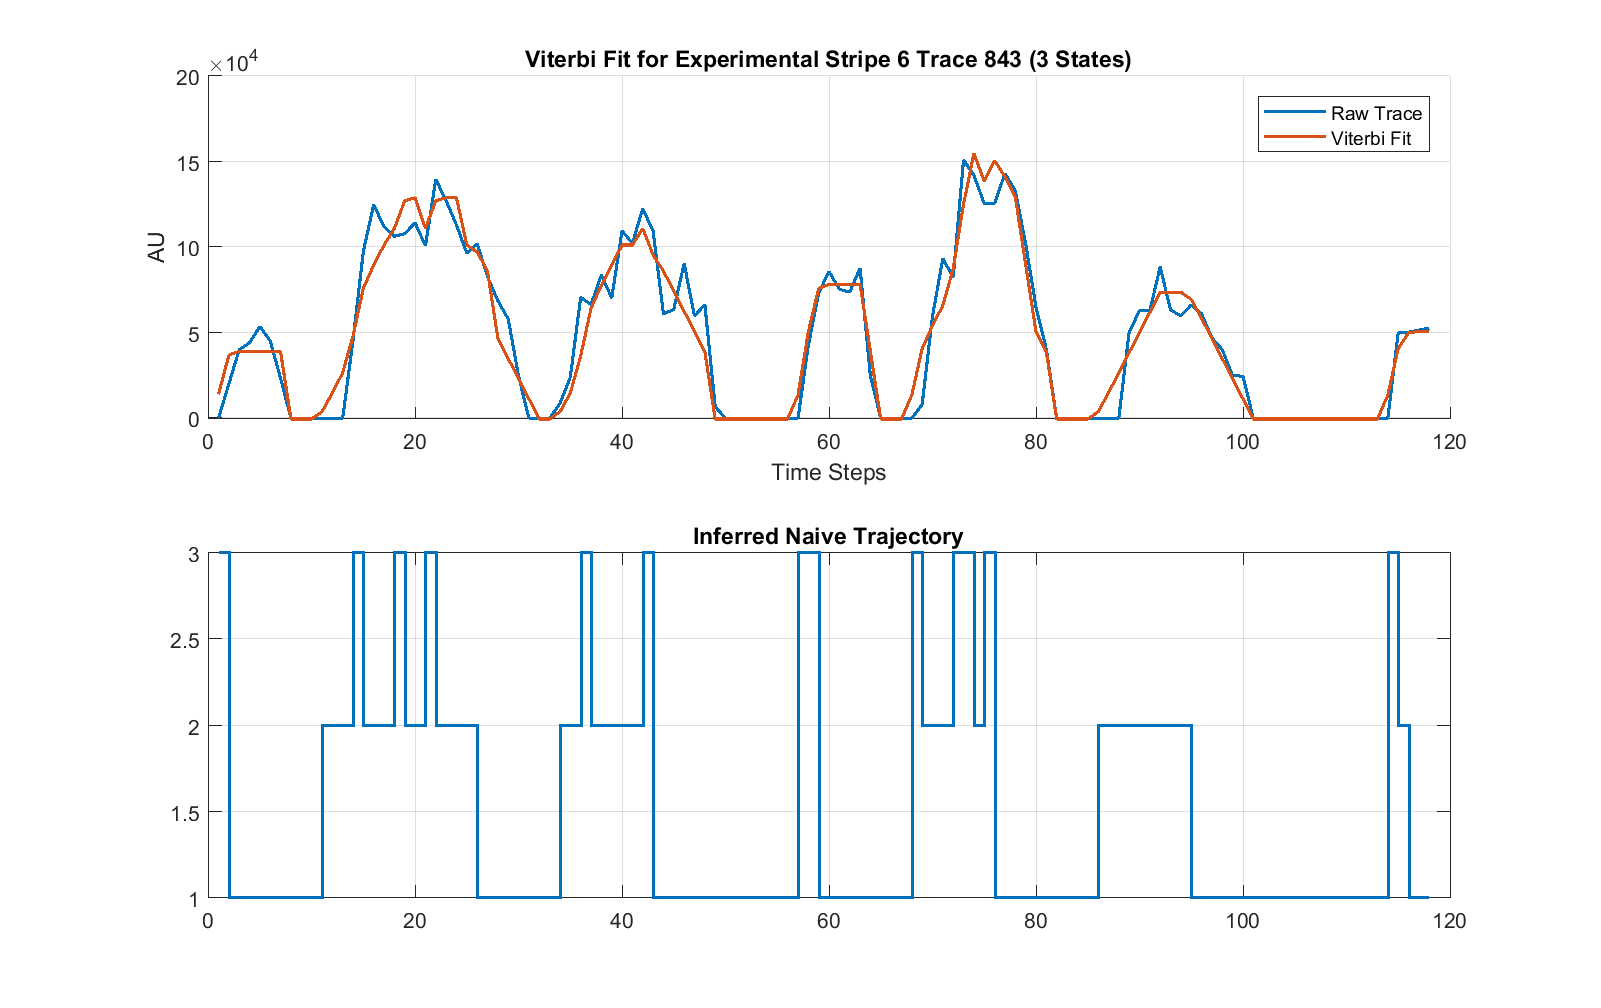 Viterbi Fit for Experimental Stripe 6 Trace 843 (3 States)
×10^4
20
15
10
5
0
AU
Raw Trace
Viterbi Fit
0 20 40 60 80 100 120
Time Steps
Inferred Naive Trajectory
3
2.5
2
1.5
1
0 20 40 60 80 100 120